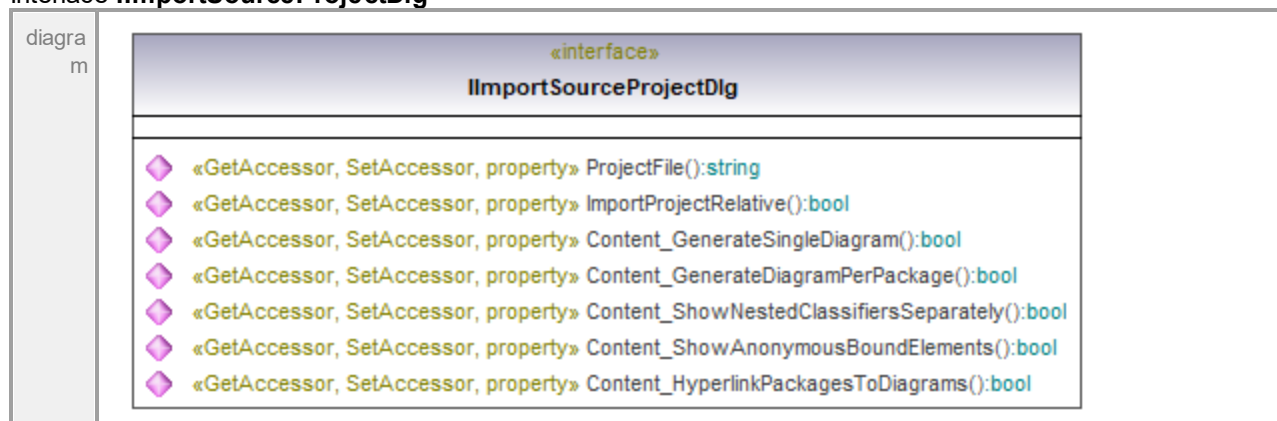 interface IImportSourceProjectDlg
diagra
m
«interface»
IImportSourceProjectDlg
«GetAccessor, SetAccessor, property» ProjectFile():string
«GetAccessor, SetAccessor, property» ImportProjectRelative():bool
«GetAccessor, SetAccessor, property» Content_GenerateSingleDiagram():bool
«GetAccessor, SetAccessor, property» Content_GenerateDiagramPerPackage():bool
«GetAccessor, SetAccessor, property» Content_ShowNestedClassifiersSeparately():bool
«GetAccessor, SetAccessor, property» Content_ShowAnonymousBoundElements():bool
«GetAccessor, SetAccessor, property» Content_HyperlinkPackagesToDiagrams():bool